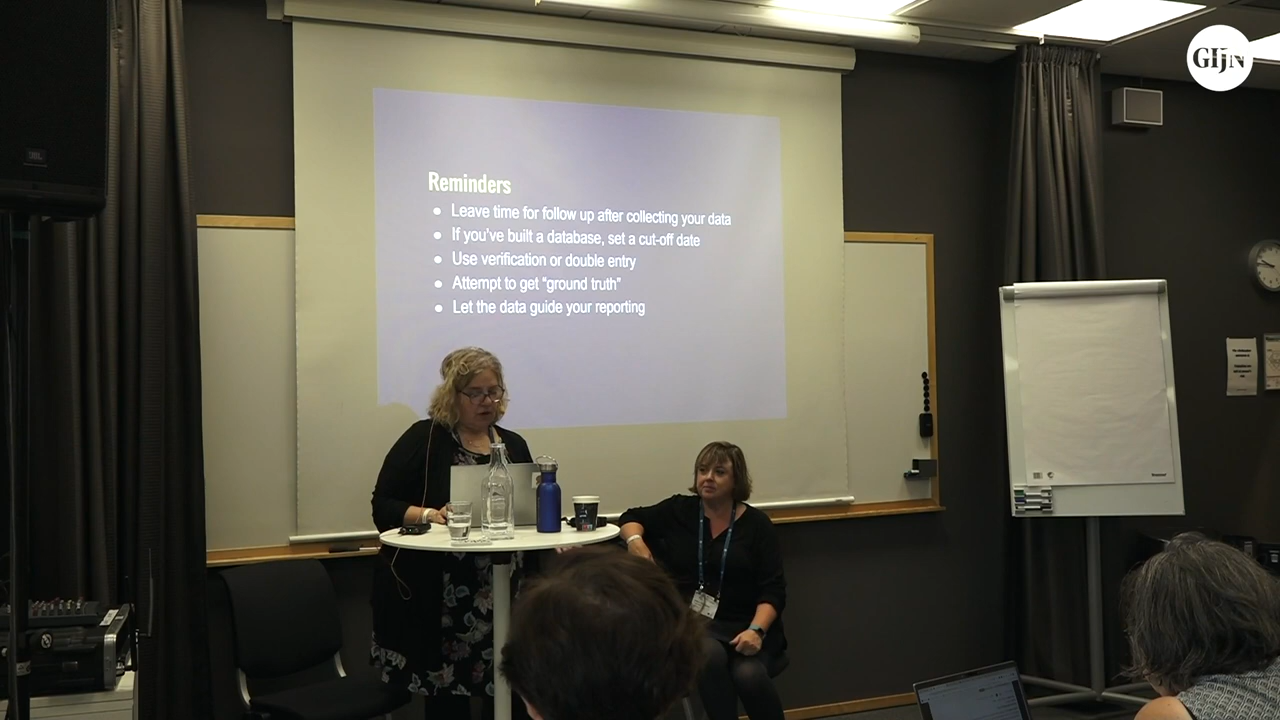 GIJN
JBL
Reminders
• Leave time for follow up after collecting your data
• If you've built a database, set a cut-off date
• Use verification or double entry
• Attempt to get "ground truth"
• Let the data guide your reporting